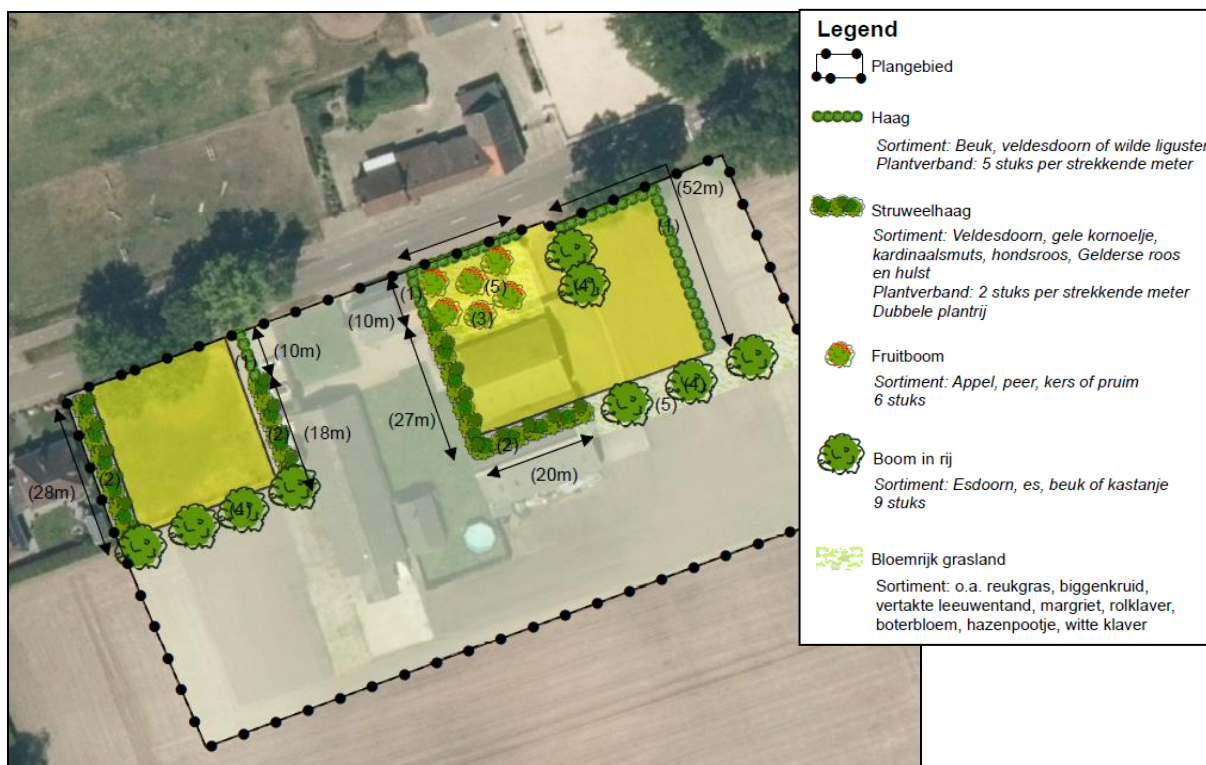 Legend
Plangebied
Haag
Sortiment: Beuk, veldesdoorn of wilde liguster
Plantverband: 5 stuks per strekkende meter
Struweelhaag
Sortiment: Veldesdoorn, gele kornoelje,
kardinaalsmuts, hondsroos, Gelderse roos
en hulst
Plantverband: 2 stuks per strekkende meter
Dubbele plantrij
Fruitboom
Sortiment: Appel, peer, kers of pruim
6 stuks
Boom in rij
Sortiment: Esdoorn, es, beuk of kastanje
9 stuks
Bloemrijk grasland
Sortiment: o.a. reukgras, biggenkruid,
vertakte leeuwentand, margriet, rolklaver,
boterbloem, hazenpootje, witte klaver
(52m)
(1)
(4)
(5)
(1)
(10m)
(3)
(1)
(10m)
(27m)
(4)
(5)
(18m)
(2)
(2)
(20m)
(28m)
(2)
(4)